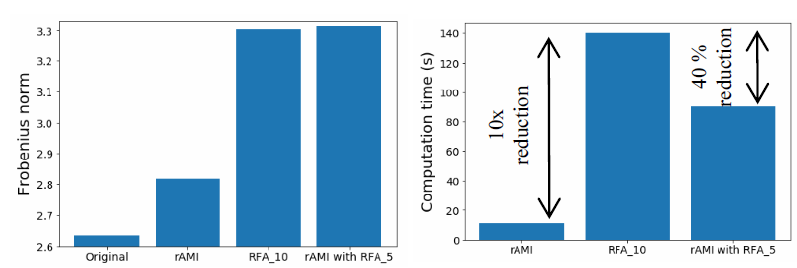 Frobenius norm
3.3
3.2
3.1
3.0
2.9
2.8
2.7
2.6
Original
rAMI
RFA_10
rAMI with RFA_5
Computation time (s)
140
120
100
80
60
40
20
0
10x
reduction
40 %
reduction
rAMI
RFA_10
rAMI with RFA_5